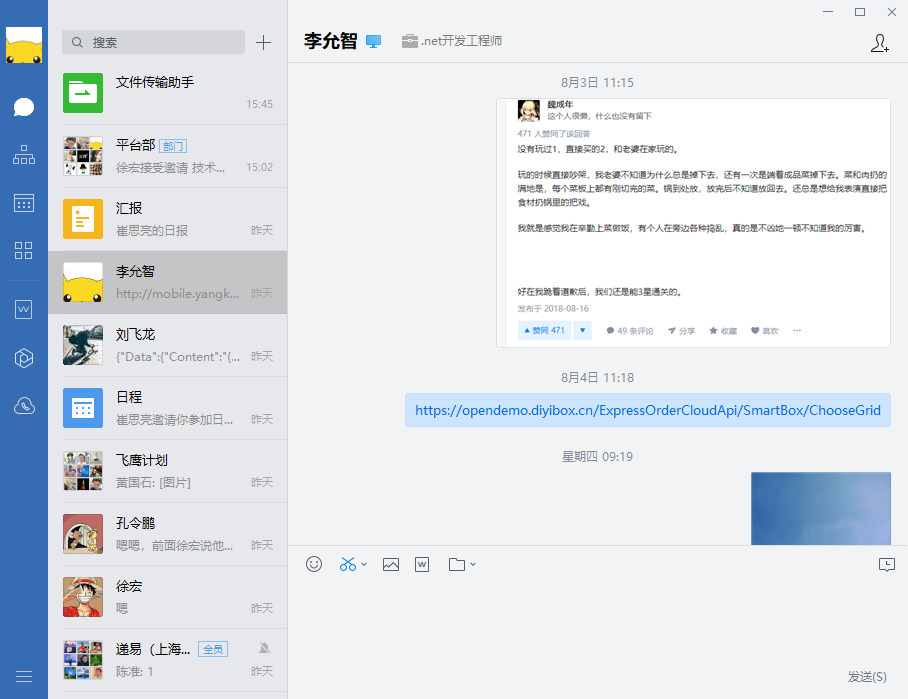 搜索
文件传输助手
15:45
平台部 部门
徐宏接受邀请 技术... 15:02
汇报
崔思亮的日报 昨天
李允智
http://mobile.yangk... 昨天
刘飞龙
{"Data":{"Content":"{... 昨天
日程
崔思亮邀请你参加日... 昨天
飞鹰计划
黄国石: [图片] 昨天
孔令鹏
嗯嗯，前面徐宏说他... 昨天
徐宏
嗯 昨天
递易（上海... 全员
陈准: 1 昨天
李允智 .net开发工程师
8月3日 11:15
魏成年
这个人很懒，什么也没有留下
471 人赞同了该回答
没有玩过1，直接买的2，和老婆在家玩的。
玩的时候直接吵架，我老婆不知道为什么总是掉下去，还有一次是端着成品菜掉下去。菜和肉扔的
满地是，每个菜板上都有刚切完的菜。锅到处放，放完后不知道放回去。还总是想给我表演直接把
食材扔锅里的把戏。
我就是感觉我在辛勤上菜做饭，有个人在旁边各种捣乱，真的是不凶她一顿不知道我的厉害。
好在我跪着道歉后，我们还是能3星通关的。
发布于 2018-08-16
赞同 471 49 条评论 分享 收藏 喜欢 ···
8月4日 11:18
https://opendemo.diyibox.cn/ExpressOrderCloudApi/SmartBox/ChooseGrid
星期四 09:19
W
W
发送(S)